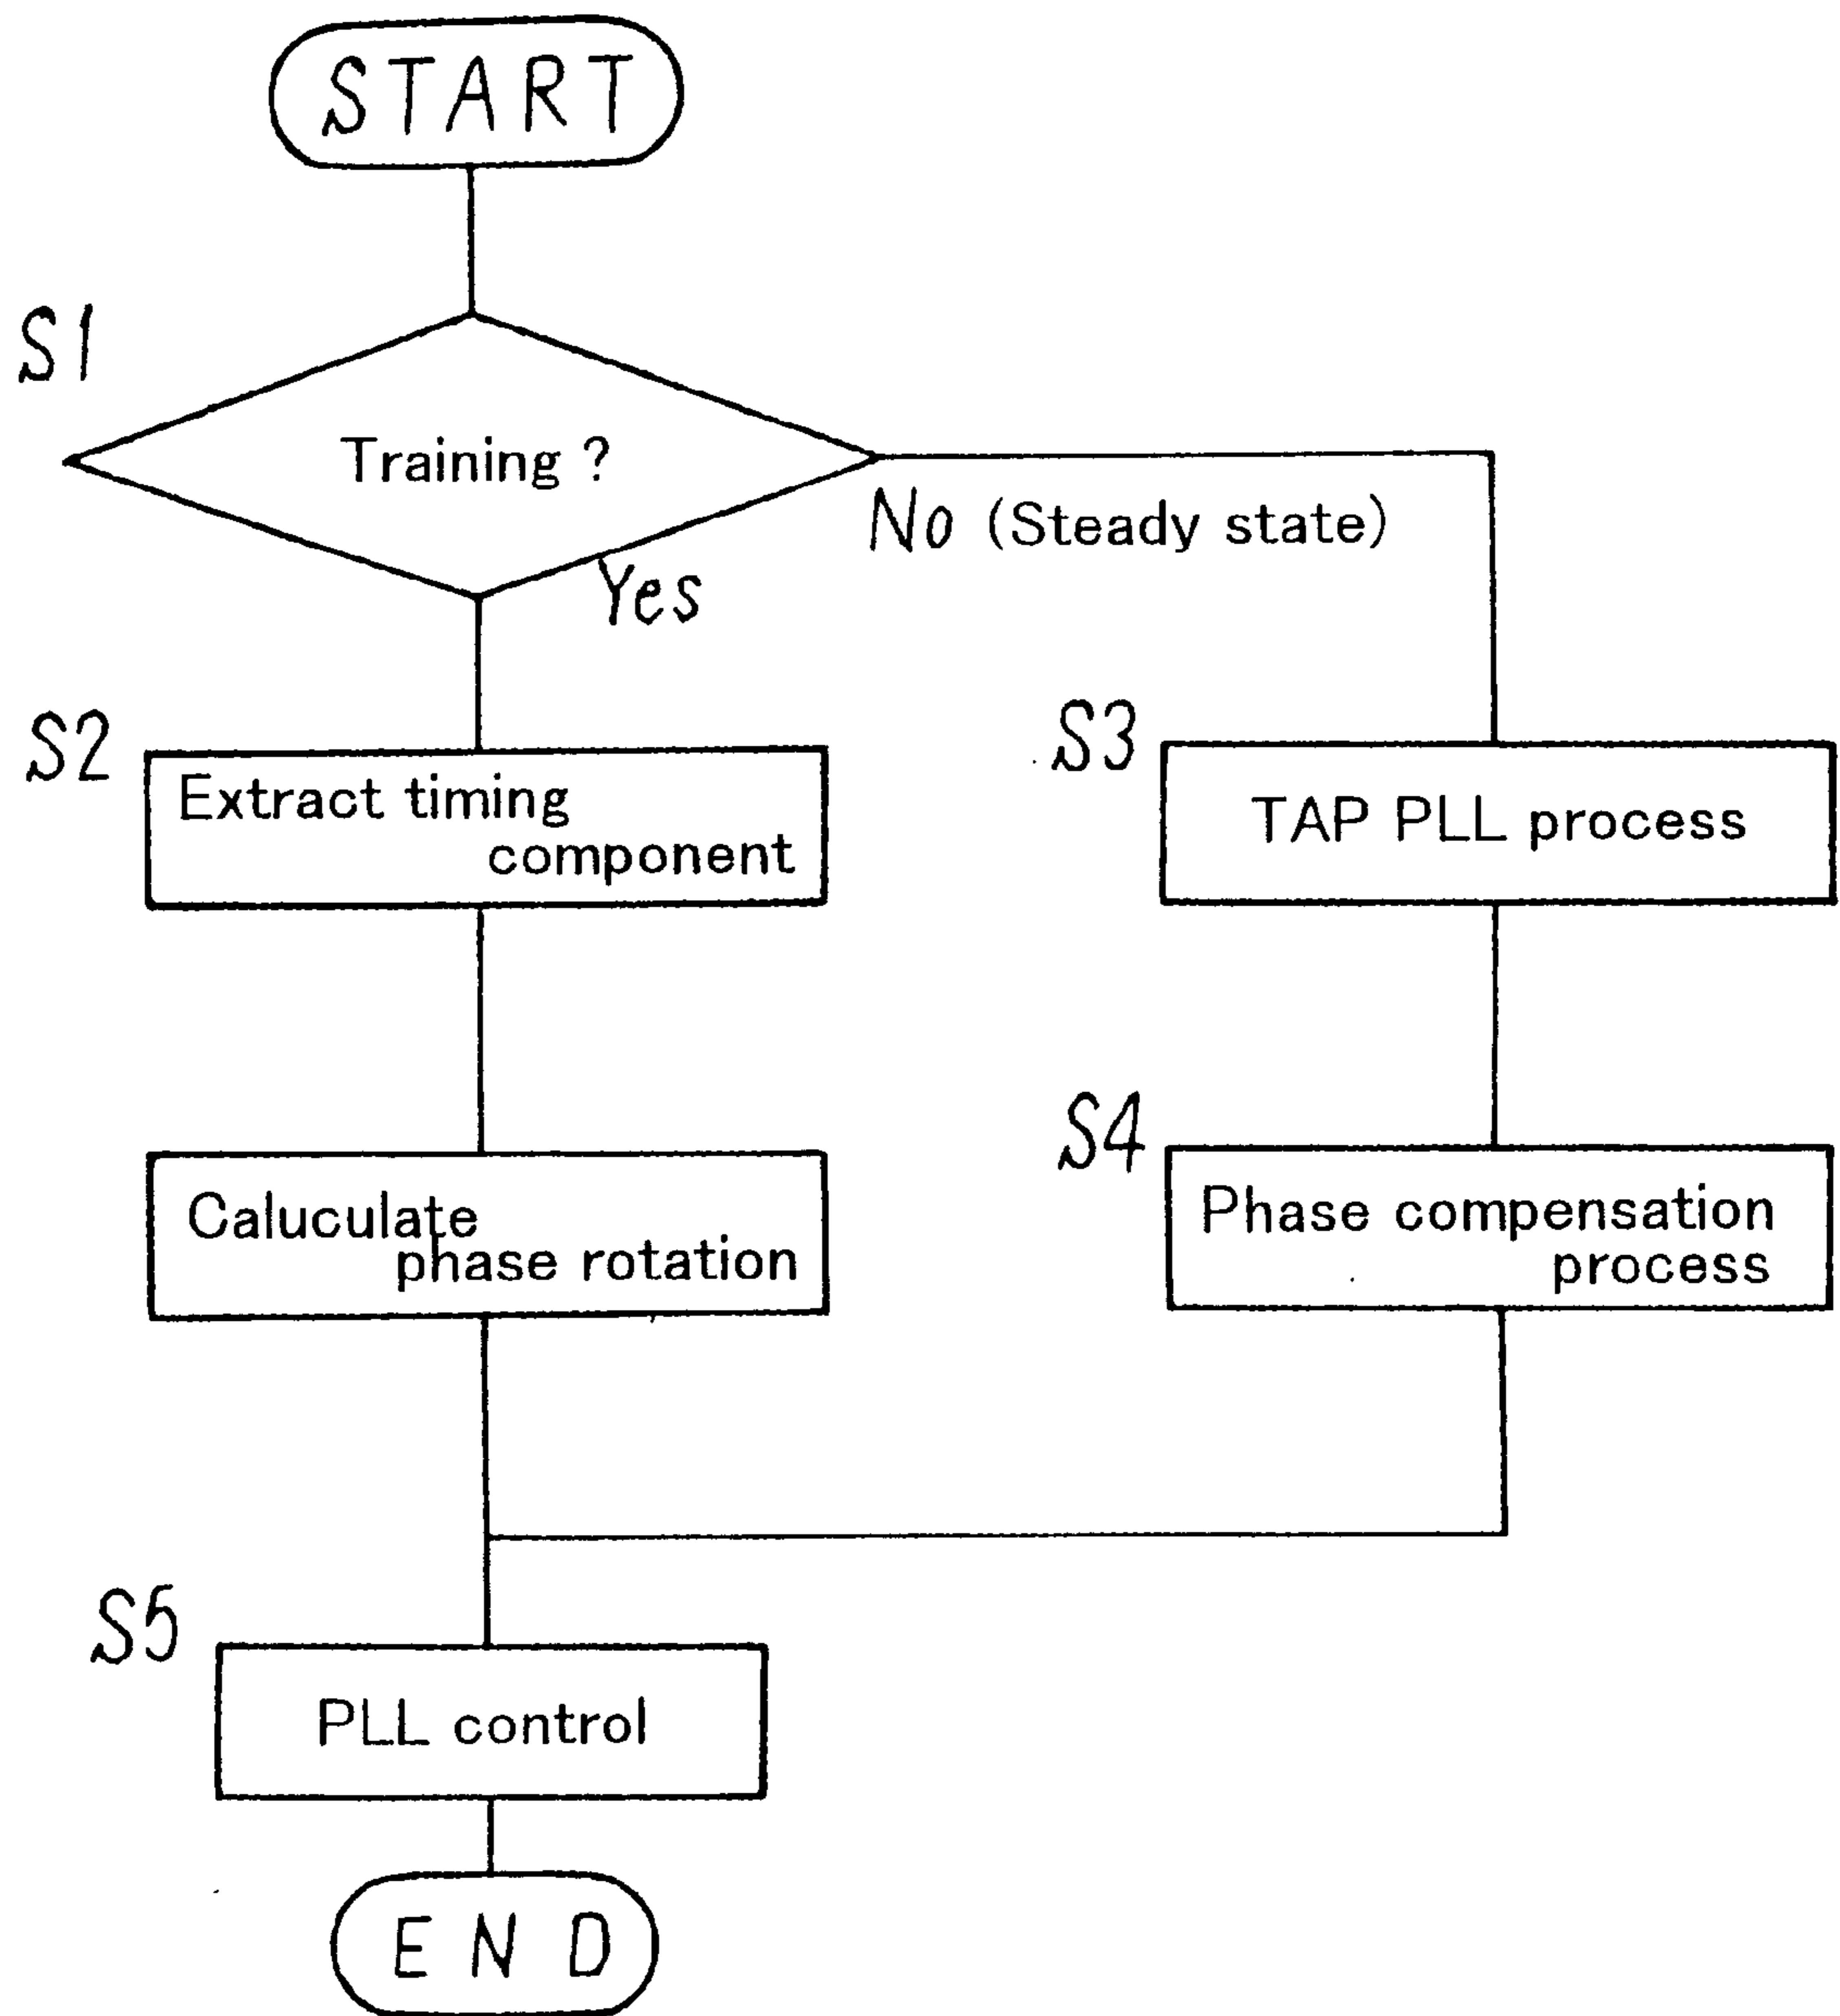 START
S1
Training ?
No (Steady state)
Yes
S2
Extract timing
component
S3
TAP PLL process
Caluculate
phase rotation
S4
Phase compensation
process
S5
PLL control
END